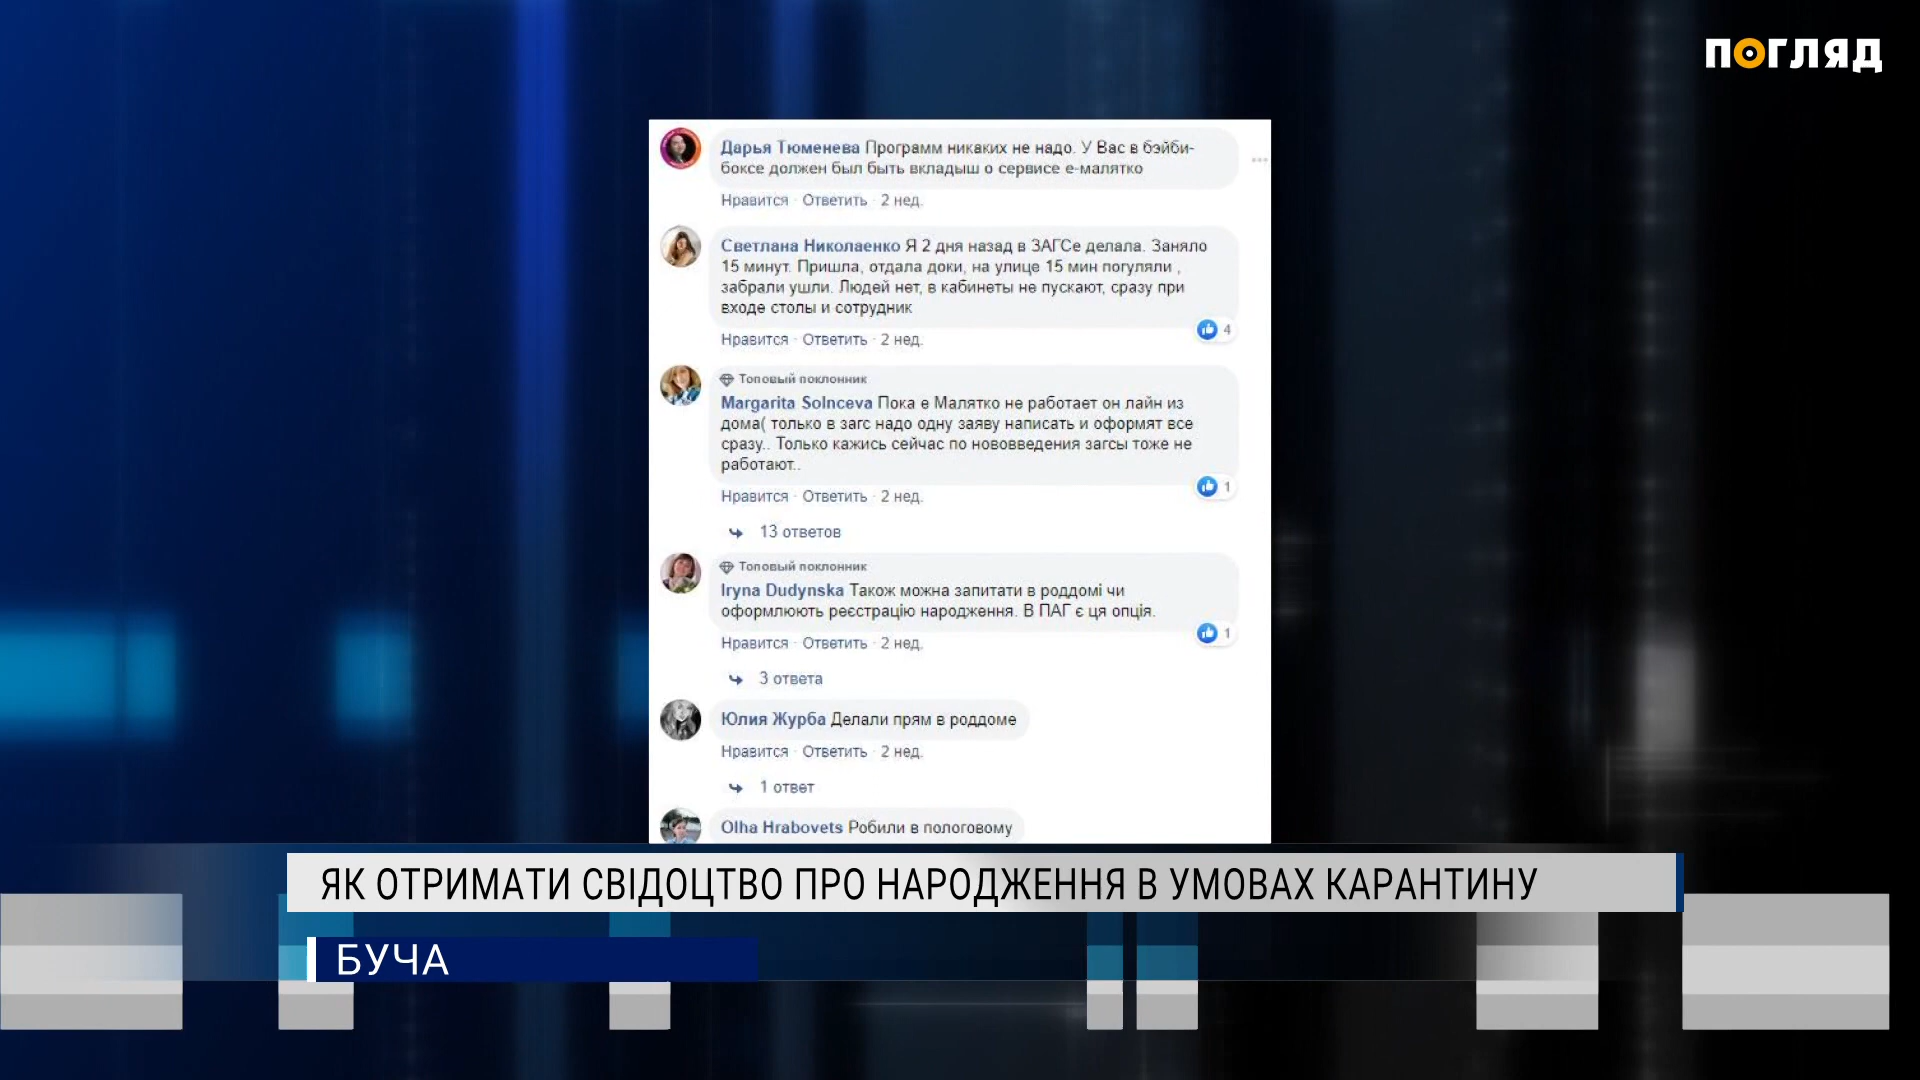 ПОГЛЯД
Дарья Тюменева Программ никаких не надо. У Вас в бэйби-
боксе должен был быть вкладыш о сервисе е-малятко
Нравится · Ответить · 2 нед.
Светлана Николаенко Я 2 дня назад в ЗАГСе делала. Заняло
15 минут. Пришла, отдала доки, на улице 15 мин погуляли ,
забрали ушли. Людей нет, в кабинеты не пускают, сразу при
входе столы и сотрудник
4
Нравится · Ответить · 2 нед.
Топовый поклонник
Margarita Solnceva Пока е Малятко не работает он лайн из
дома( только в загс надо одну заяву написать и оформят все
сразу.. Только кажись сейчас по нововведения загсы тоже не
работают..
1
Нравится · Ответить · 2 нед.
13 ответов
Топовый поклонник
Iryna Dudynska Також можна запитати в роддомі чи
оформлюють реєстрацію народження. В ПАГ є ця опція.
1
Нравится · Ответить · 2 нед.
3 ответа
Юлия Журба Делали прям в роддоме
Нравится · Ответить · 2 нед.
1 ответ
Olha Hrabovets Робили в пологовому
ЯК ОТРИМАТИ СВІДОЦТВО ПРО НАРОДЖЕННЯ В УМОВАХ КАРАНТИНУ
БУЧА